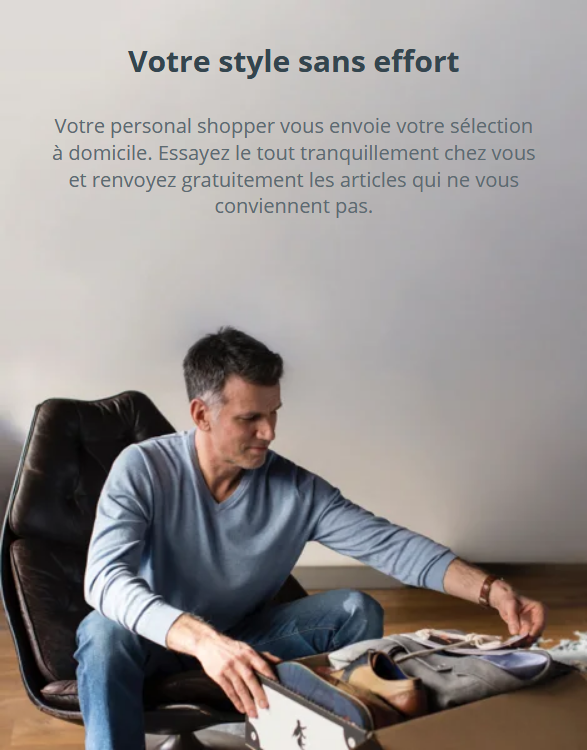 Votre style sans effort
Votre personal shopper vous envoie votre sélection
à domicile. Essayez le tout tranquillement chez vous
et renvoyez gratuitement les articles qui ne vous
conviennent pas.